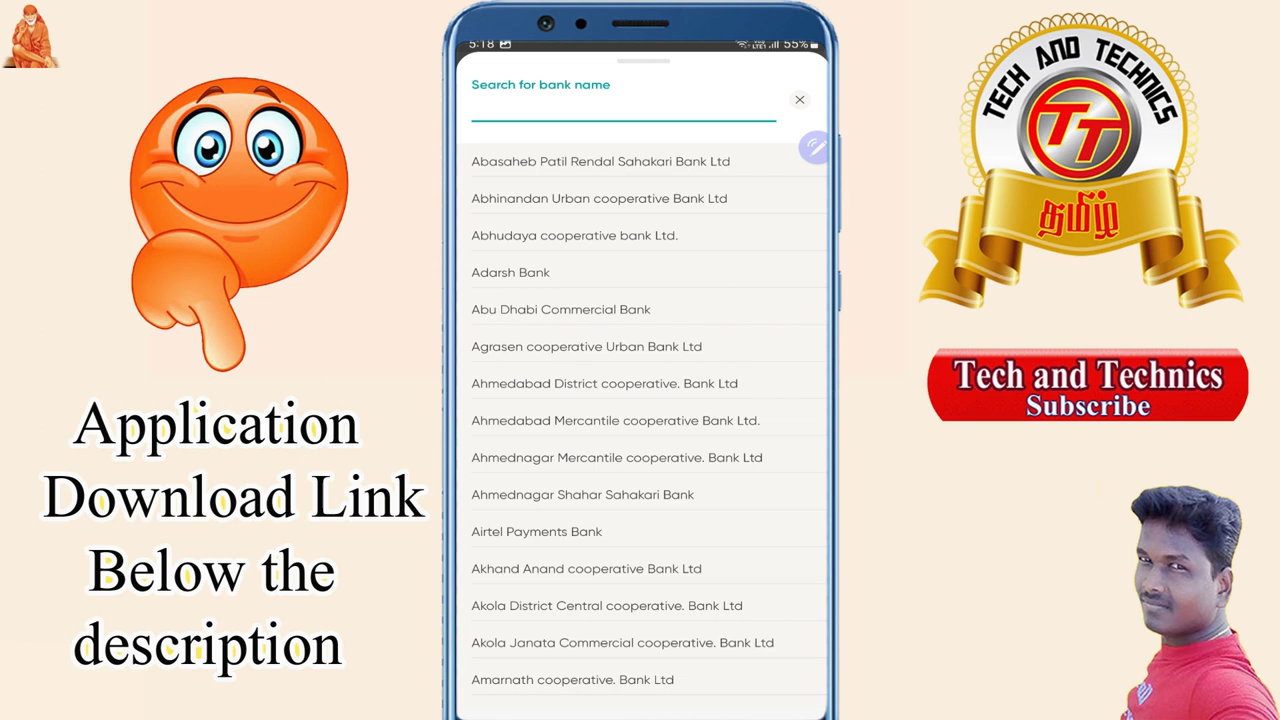 Application
Download Link
Below the
description
5:18
55%
Search for bank name
Abasaheb Patil Rendal Sahakari Bank Ltd
Abhinandan Urban cooperative Bank Ltd
Abhudaya cooperative bank Ltd.
Adarsh Bank
Abu Dhabi Commercial Bank
Agrasen cooperative Urban Bank Ltd
Ahmedabad District cooperative. Bank Ltd
Ahmedabad Mercantile cooperative Bank Ltd.
Ahmednagar Mercantile cooperative. Bank Ltd
Ahmednagar Shahar Sahakari Bank
Airtel Payments Bank
Akhand Anand cooperative Bank Ltd
Akola District Central cooperative. Bank Ltd
Akola Janata Commercial cooperative. Bank Ltd
Amarnath cooperative. Bank Ltd
TECH AND TECHNICS
TT
தமிழ்
Tech and Technics
Subscribe